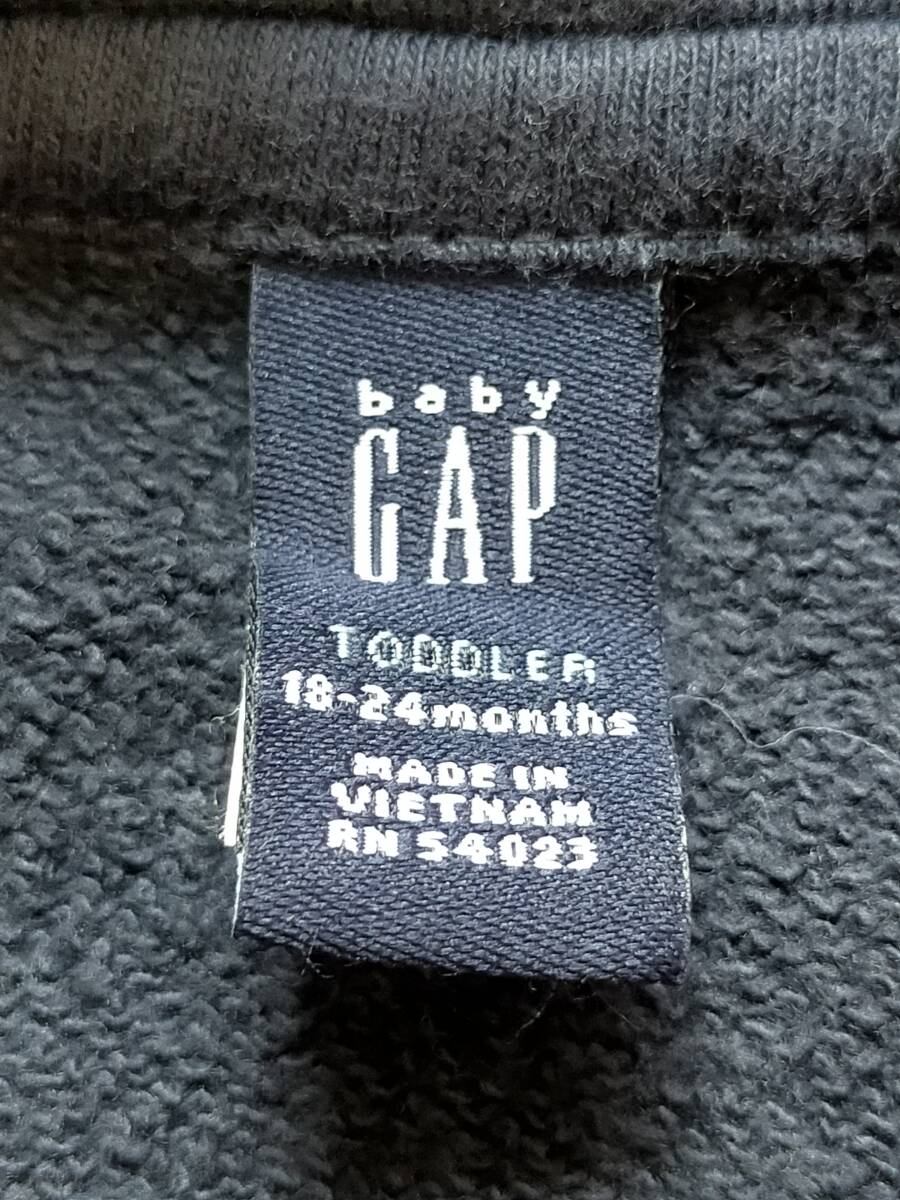 baby
GAP
TODDLER
18-24months
MADE IN
VIETNAM
RN 54023